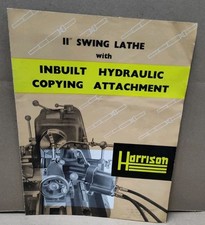 11" SWING LATHE
with
INBUILT HYDRAULIC
COPYING ATTACHMENT
Harrison